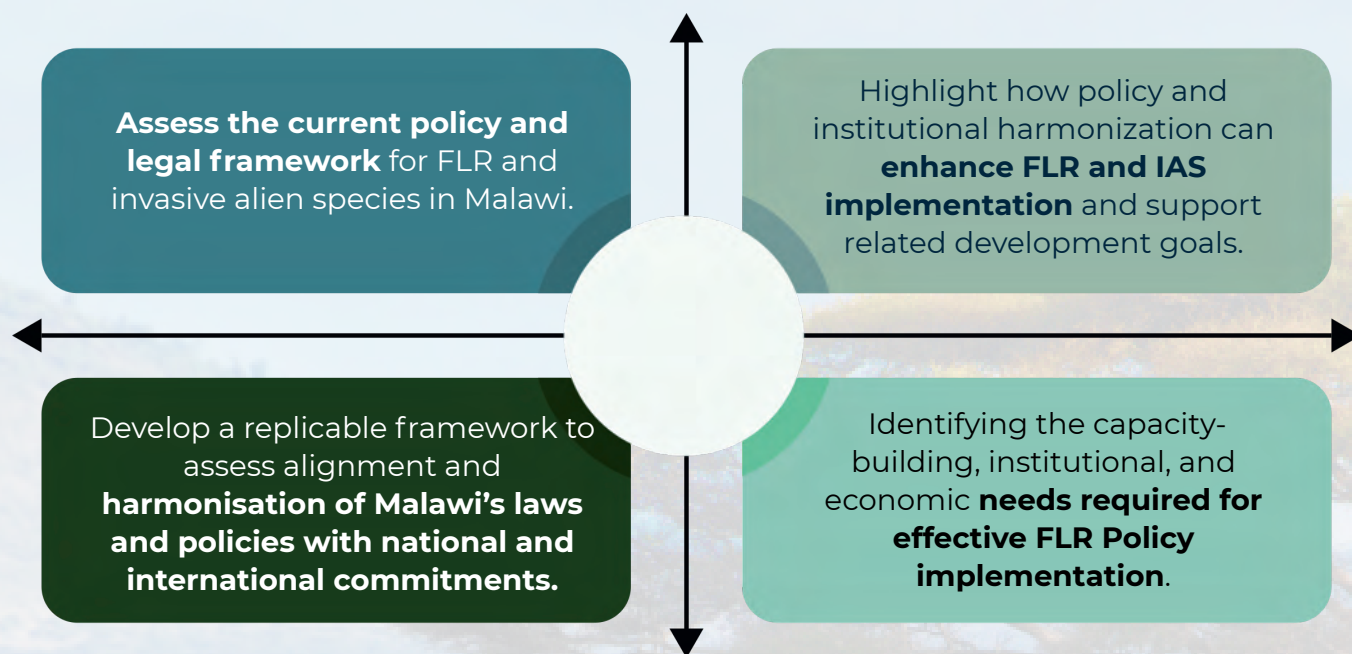 Assess the current policy and
legal framework for FLR and
invasive alien species in Malawi.
Highlight how policy and
institutional harmonization can
enhance FLR and IAS
implementation and support
related development goals.
Develop a replicable framework to
assess alignment and
harmonisation of Malawi’s laws
and policies with national and
international commitments.
Identifying the capacity-
building, institutional, and
economic needs required for
effective FLR Policy
implementation.